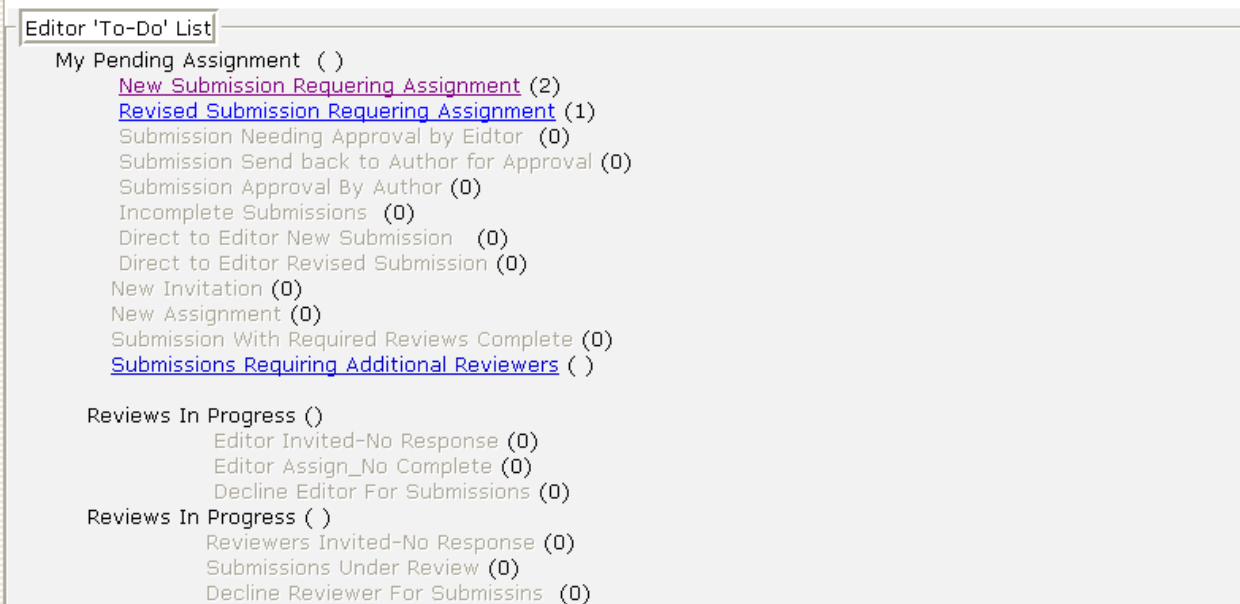 Editor 'To-Do' List
My Pending Assignment ( )
New Submission Requering Assignment (2)
Revised Submission Requering Assignment (1)
Submission Needing Approval by Eidtor (0)
Submission Send back to Author for Approval (0)
Submission Approval By Author (0)
Incomplete Submissions (0)
Direct to Editor New Submission (0)
Direct to Editor Revised Submission (0)
New Invitation (0)
New Assignment (0)
Submission With Required Reviews Complete (0)
Submissions Requiring Additional Reviewers ( )
Reviews In Progress ()
Editor Invited-No Response (0)
Editor Assign_No Complete (0)
Decline Editor For Submissions (0)
Reviews In Progress ( )
Reviewers Invited-No Response (0)
Submissions Under Review (0)
Decline Reviewer For Submissins (0)